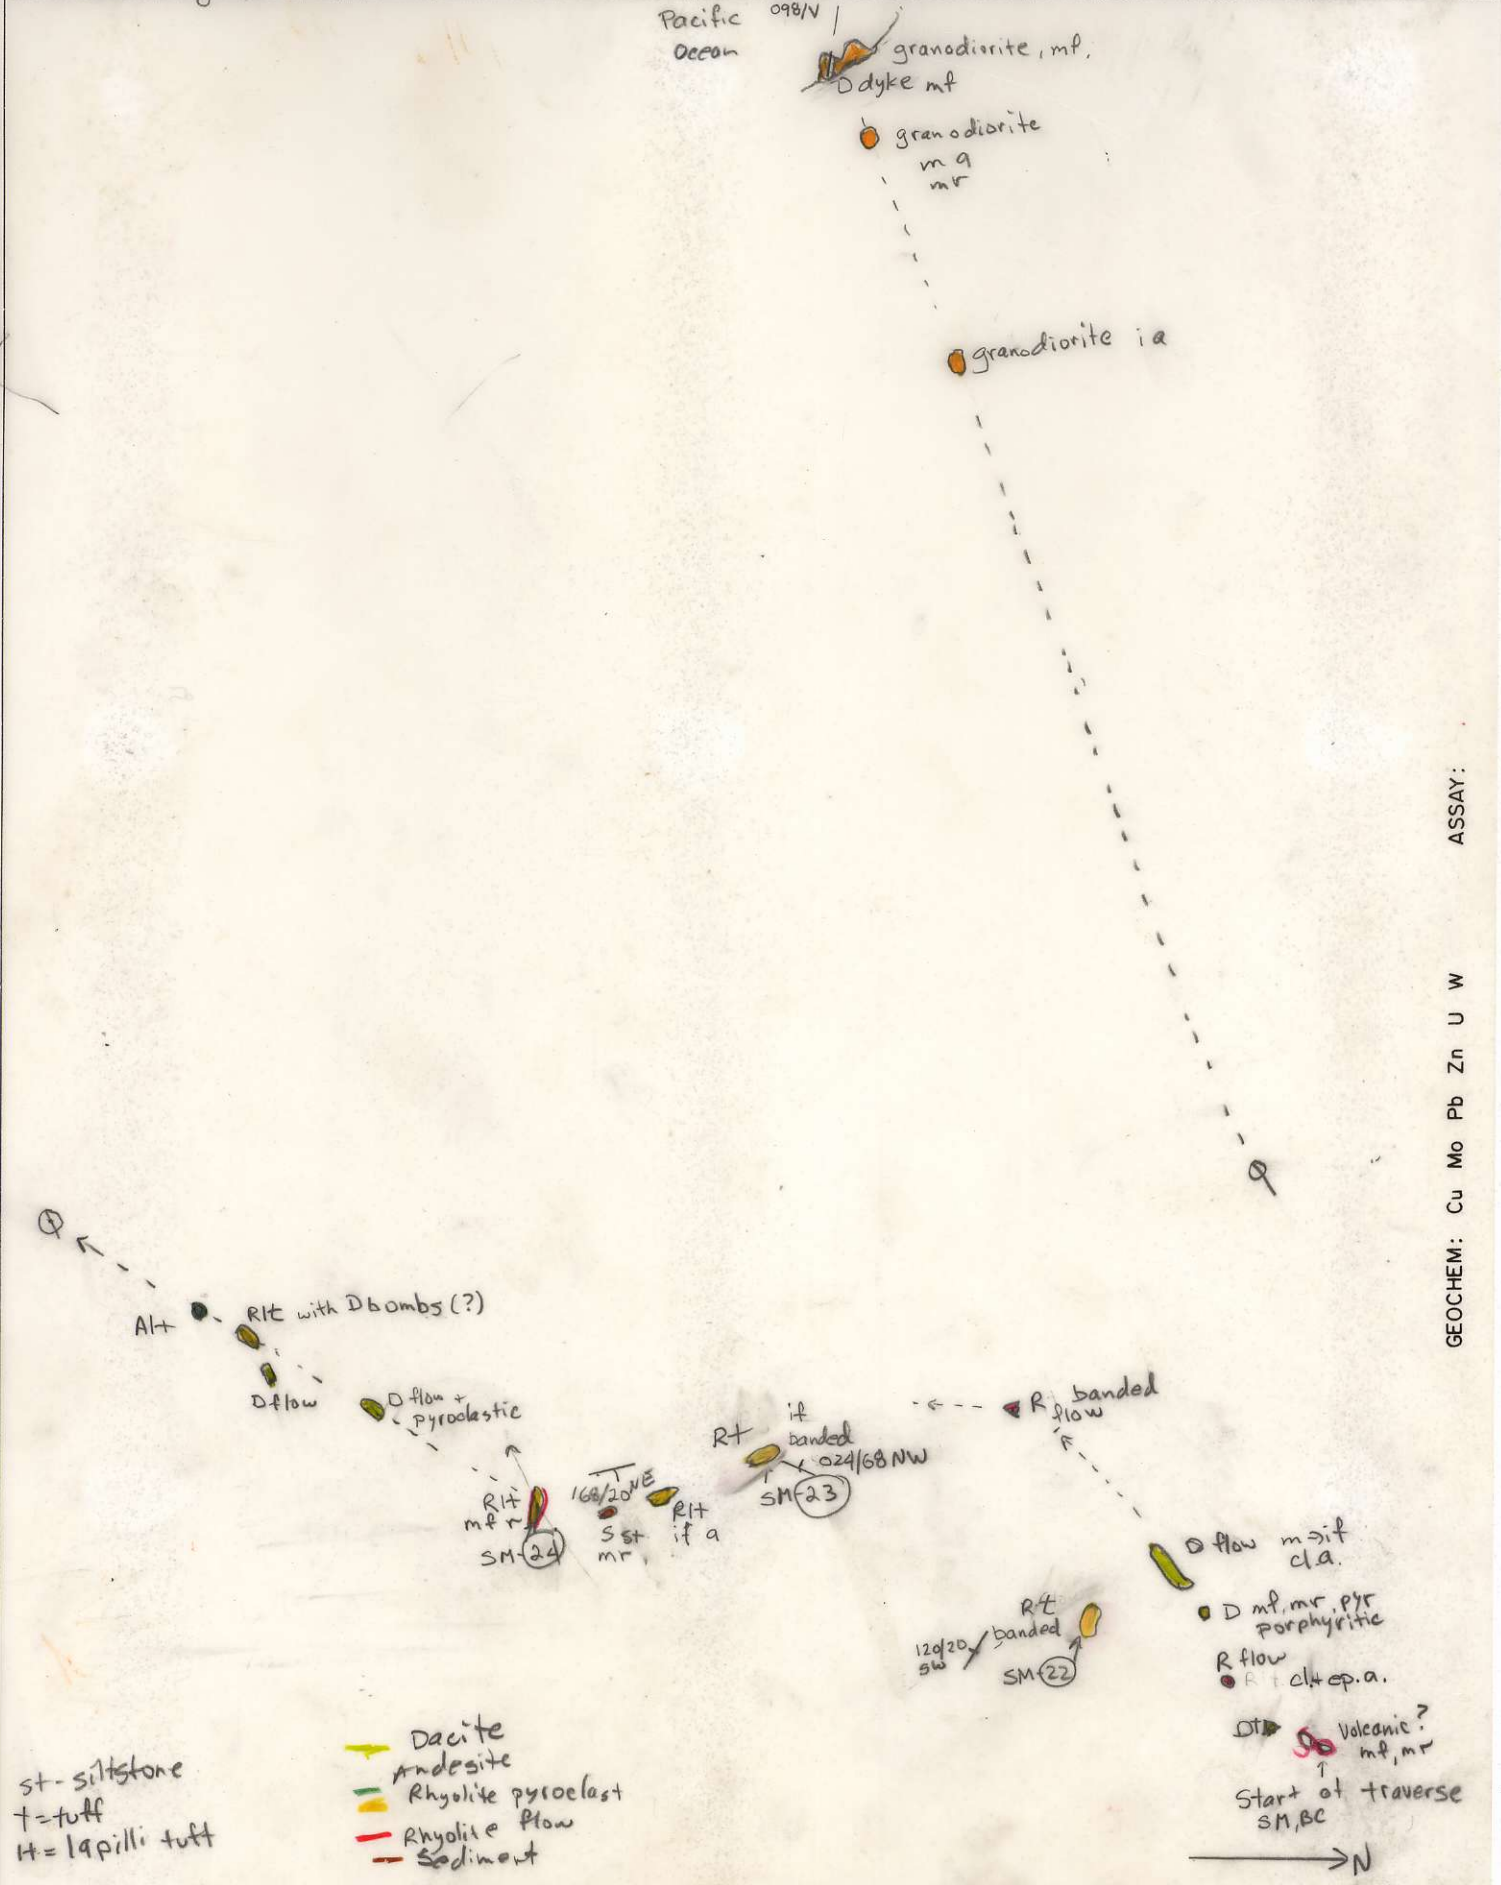 Pacific
Ocean
098/V
granodiorite, mf.
D dyke mf
granodiorite
m a
mr
granodiorite i a
ASSAY:
GEOCHEM: Cu Mo Pb Zn U W
Alt
Rlt with D bombs (?)
D flow
D flow +
pyroclastic
Rlt
mf r
SM-24
168/20 NE
S st
mr
Rlt
if a
Rt
if
banded
024/68 NW
SM-23
R banded
flow
D flow m→if
cl.a.
D mf, mr, pyr
porphyritic
Rt
banded
120/20
SW
SM-22
R flow
cl+ep.a.
Dt
Volcanic?
mf, mr
Start of traverse
SM, BC
N
st - siltstone
t = tuff
lt = lapilli tuff
Dacite
Andesite
Rhyolite pyroclast
Rhyolite flow
Sediment